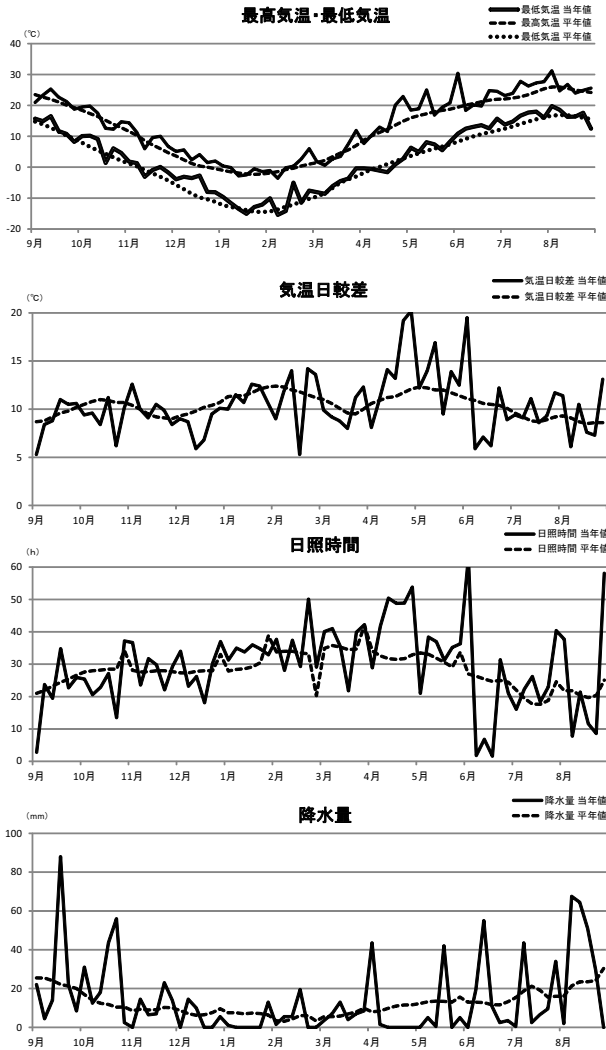 最高気温・最低気温
最低気温 当年値
最高気温 平年値
最低気温 平年値
(℃)
40
30
20
10
0
-10
-20
9月 10月 11月 12月 1月 2月 3月 4月 5月 6月 7月 8月
気温日較差
気温日較差 当年値
気温日較差 平年値
(℃)
20
15
10
5
0
9月 10月 11月 12月 1月 2月 3月 4月 5月 6月 7月 8月
日照時間
日照時間 当年値
日照時間 平年値
(h)
60
50
40
30
20
10
0
9月 10月 11月 12月 1月 2月 3月 4月 5月 6月 7月 8月
降水量
降水量 当年値
降水量 平年値
(mm)
100
80
60
40
20
0
9月 10月 11月 12月 1月 2月 3月 4月 5月 6月 7月 8月